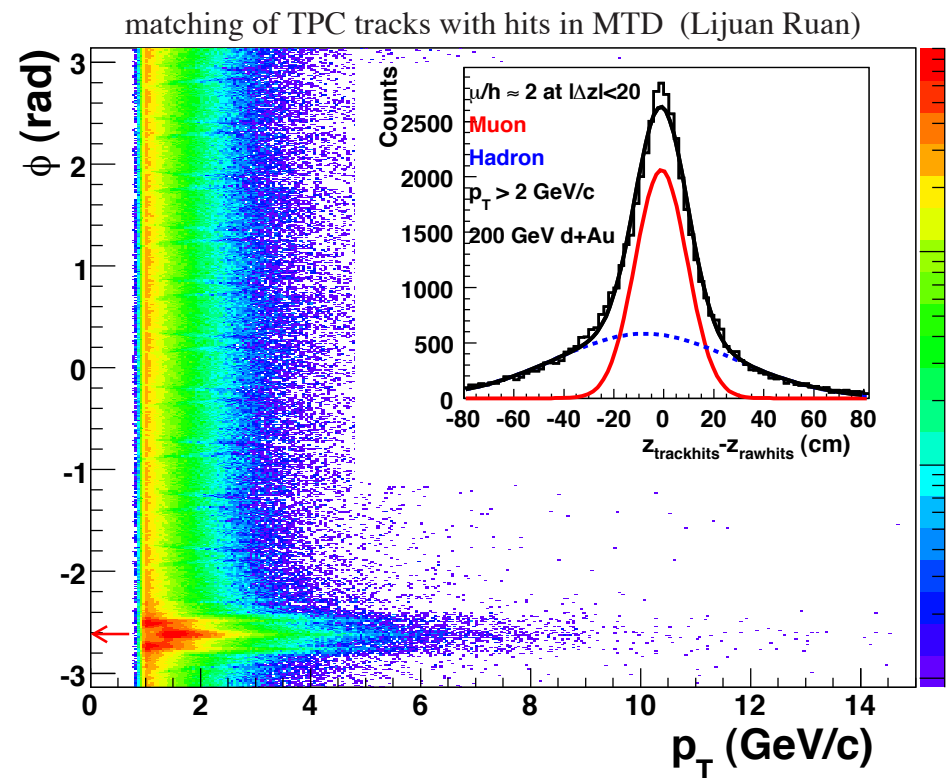 matching of TPC tracks with hits in MTD (Lijuan Ruan)
ϕ (rad)
3
2
1
0
-1
-2
-3
0 2 4 6 8 10 12 14
p_T (GeV/c)
Counts
2500
2000
1500
1000
500
0
μ/h ≈ 2 at |Δz|<20
Muon
Hadron
p_T > 2 GeV/c
200 GeV d+Au
-80 -60 -40 -20 0 20 40 60 80
z_trackhits-z_rawhits (cm)